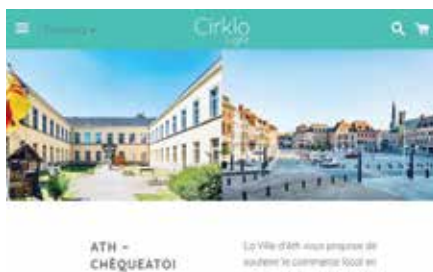 Cirklo
Light
ATH –
CHÈQUEATOI
La Ville d'Ath vous propose de
soutenir le commerce local en